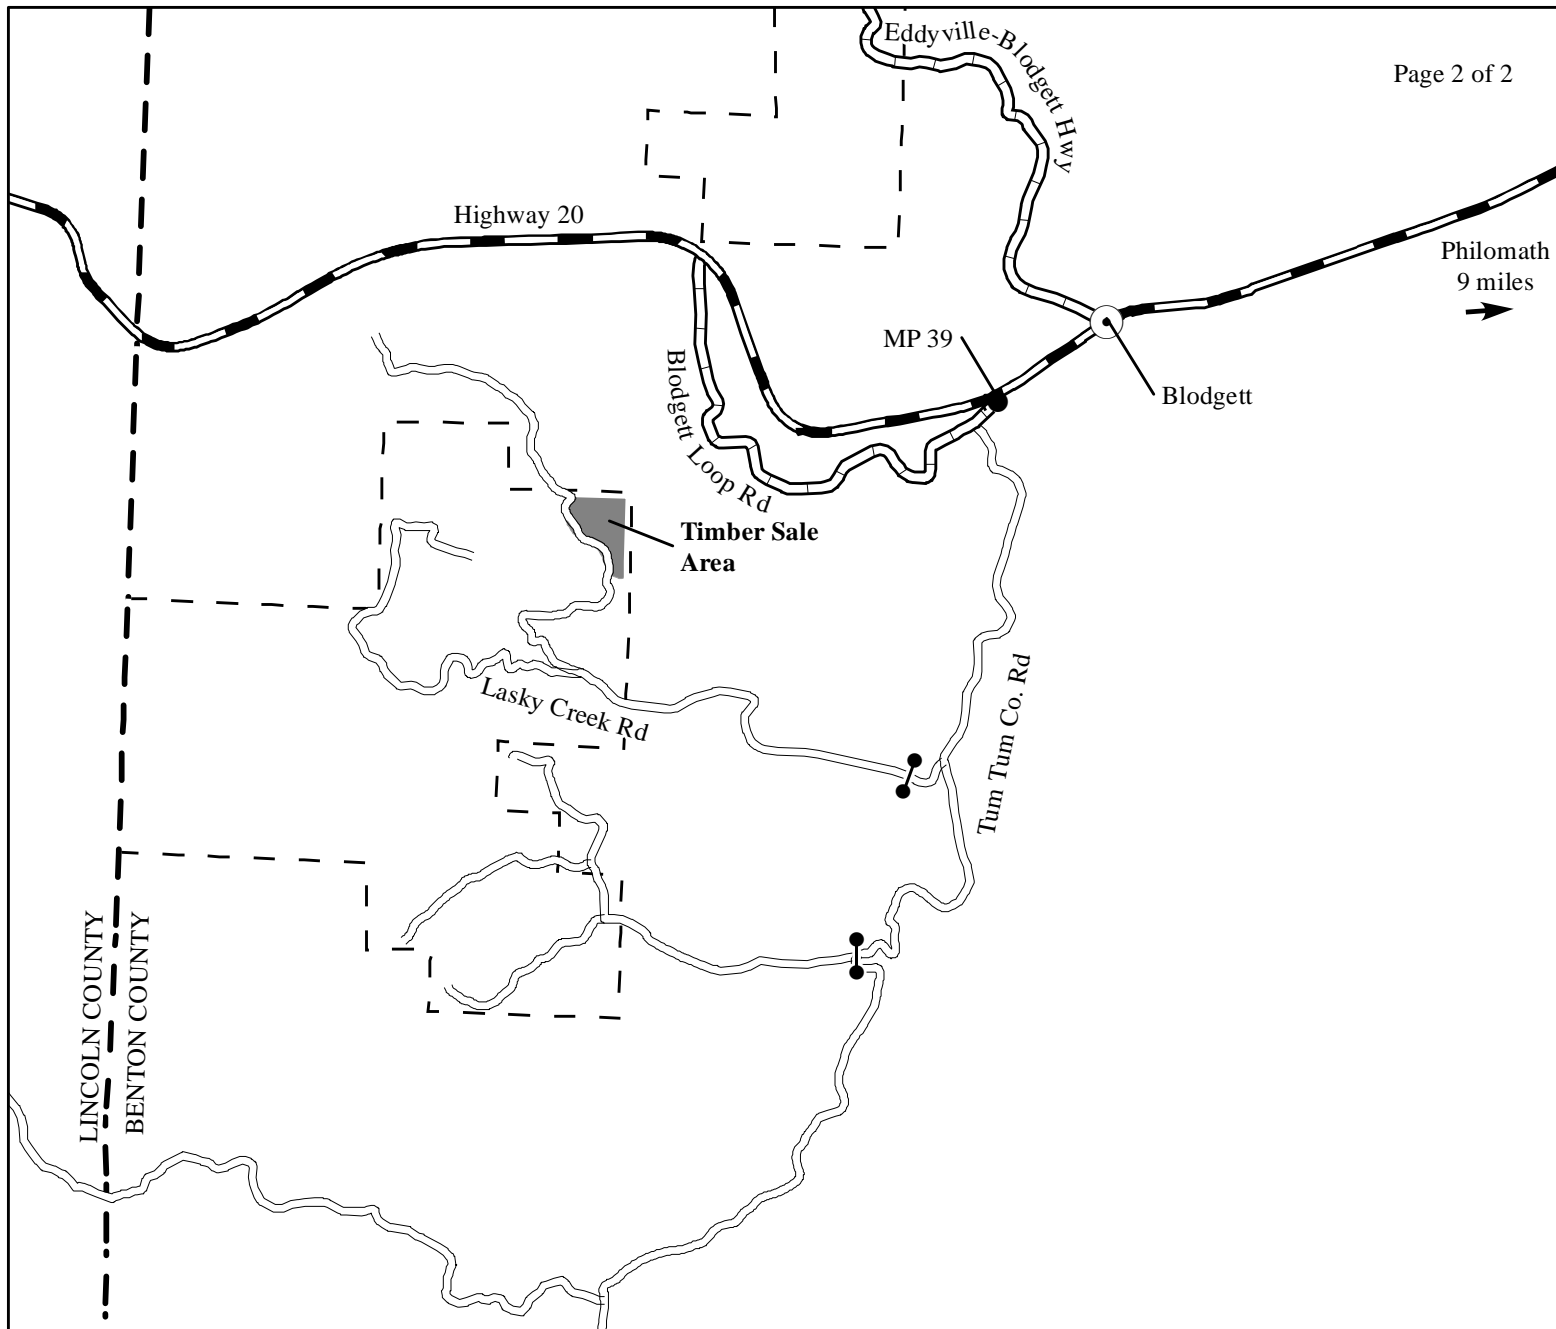 Eddyville-Blodgett Hwy
Page 2 of 2
Highway 20
Philomath
9 miles
MP 39
Blodgett
Blodgett Loop Rd
Timber Sale
Area
Lasky Creek Rd
Tum Tum Co. Rd
LINCOLN COUNTY
BENTON COUNTY